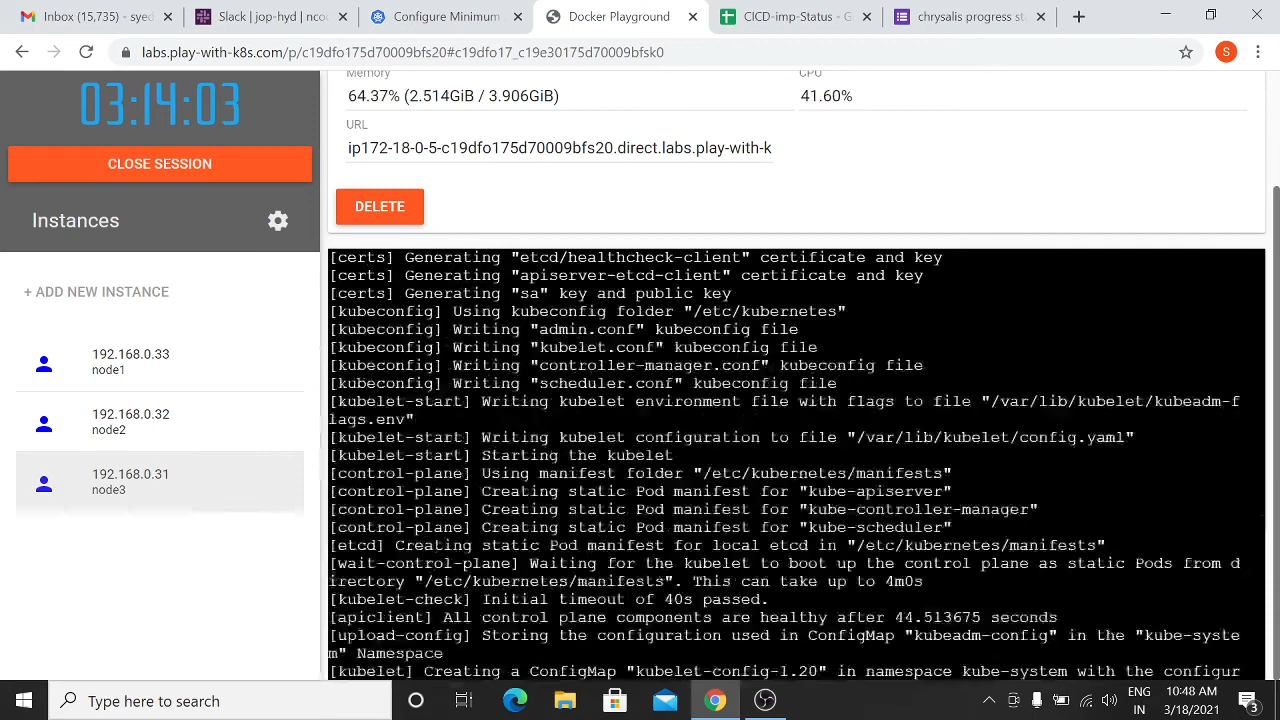 Inbox (15,735) - syed
Slack | jop-hyd | nco
Configure Minimum
Docker Playground
CICD-imp-Status - G
chrysalis progress st
labs.play-with-k8s.com/p/c19dfo175d70009bfs20#c19dfo17_c19e30175d70009bfsk0
S
03:14:03
CLOSE SESSION
Instances
+ ADD NEW INSTANCE
192.168.0.33
node1
192.168.0.32
node2
192.168.0.31
node3
Memory
CPU
64.37% (2.514GiB / 3.906GiB)
41.60%
URL
ip172-18-0-5-c19dfo175d70009bfs20.direct.labs.play-with-k
DELETE
[certs] Generating "etcd/healthcheck-client" certificate and key
[certs] Generating "apiserver-etcd-client" certificate and key
[certs] Generating "sa" key and public key
[kubeconfig] Using kubeconfig folder "/etc/kubernetes"
[kubeconfig] Writing "admin.conf" kubeconfig file
[kubeconfig] Writing "kubelet.conf" kubeconfig file
[kubeconfig] Writing "controller-manager.conf" kubeconfig file
[kubeconfig] Writing "scheduler.conf" kubeconfig file
[kubelet-start] Writing kubelet environment file with flags to file "/var/lib/kubelet/kubeadm-f
lags.env"
[kubelet-start] Writing kubelet configuration to file "/var/lib/kubelet/config.yaml"
[kubelet-start] Starting the kubelet
[control-plane] Using manifest folder "/etc/kubernetes/manifests"
[control-plane] Creating static Pod manifest for "kube-apiserver"
[control-plane] Creating static Pod manifest for "kube-controller-manager"
[control-plane] Creating static Pod manifest for "kube-scheduler"
[etcd] Creating static Pod manifest for local etcd in "/etc/kubernetes/manifests"
[wait-control-plane] Waiting for the kubelet to boot up the control plane as static Pods from d
irectory "/etc/kubernetes/manifests". This can take up to 4m0s
[kubelet-check] Initial timeout of 40s passed.
[apiclient] All control plane components are healthy after 44.513675 seconds
[upload-config] Storing the configuration used in ConfigMap "kubeadm-config" in the "kube-syste
m" Namespace
[kubelet] Creating a ConfigMap "kubelet-config-1.20" in namespace kube-system with the configur
Type here to search
ENG
IN
10:48 AM
3/18/2021
3